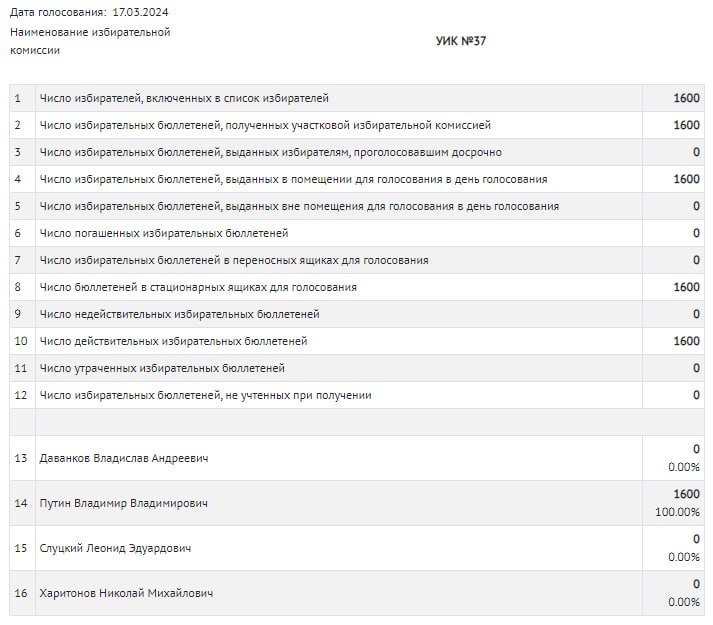 Дата голосования: 17.03.2024
Наименование избирательной
комиссии
УИК №37
1 Число избирателей, включенных в список избирателей 1600
2 Число избирательных бюллетеней, полученных участковой избирательной комиссией 1600
3 Число избирательных бюллетеней, выданных избирателям, проголосовавшим досрочно 0
4 Число избирательных бюллетеней, выданных в помещении для голосования в день голосования 1600
5 Число избирательных бюллетеней, выданных вне помещения для голосования в день голосования 0
6 Число погашенных избирательных бюллетеней 0
7 Число избирательных бюллетеней в переносных ящиках для голосования 0
8 Число бюллетеней в стационарных ящиках для голосования 1600
9 Число недействительных избирательных бюллетеней 0
10 Число действительных избирательных бюллетеней 1600
11 Число утраченных избирательных бюллетеней 0
12 Число избирательных бюллетеней, не учтенных при получении 0
13 Даванков Владислав Андреевич 0
0.00%
14 Путин Владимир Владимирович 1600
100.00%
15 Слуцкий Леонид Эдуардович 0
0.00%
16 Харитонов Николай Михайлович 0
0.00%